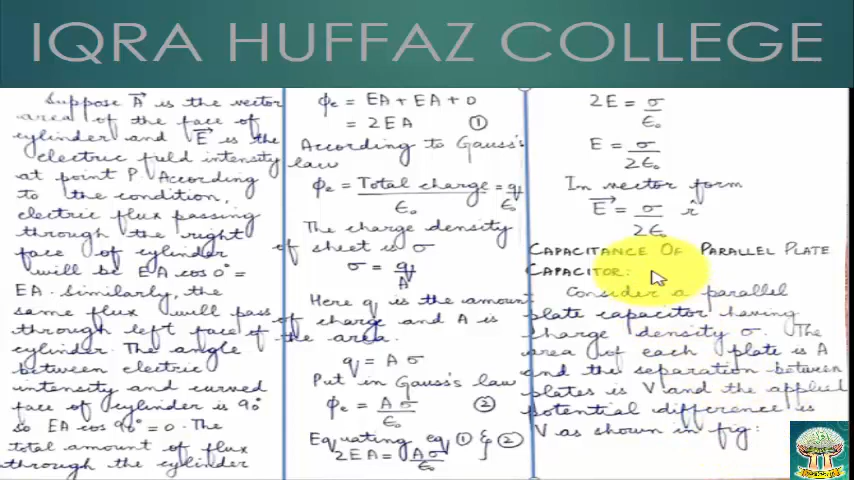 IQRA HUFFAZ COLLEGE
Suppose A⃗ is the vector
area of the face of
cylinder and E⃗ is the
electric field intensity
at point P. According
to the condition,
electric flux passing
through the right
face of cylinder
will be EA cos 0° =
EA. Similarly, the
same flux will pass
through left face of
cylinder. The angle
between electric
intensity and curved
face of cylinder is 90°
so EA cos 90° = 0. The
total amount of flux
through the cylinder
ϕe = EA + EA + 0
= 2EA ①
According to Gauss's
law
ϕe = Total charge/ε₀ = q/ε₀
The charge density
of sheet is σ
σ = q/A
Here q is the amount
of charge and A is
the area.
q = A σ
Put in Gauss's law
ϕe = A σ/ε₀ ②
Equating eq ① & ②
2EA = Aσ/ε₀
2E = σ/ε₀
E = σ/2ε₀
In vector form
E⃗ = σ/2ε₀ r̂
CAPACITANCE OF PARALLEL PLATE
CAPACITOR:
Consider a parallel
plate capacitor having
charge density σ. The
area of each plate is A
and the separation between
plates is V and the applied
potential difference is
V as shown in fig: